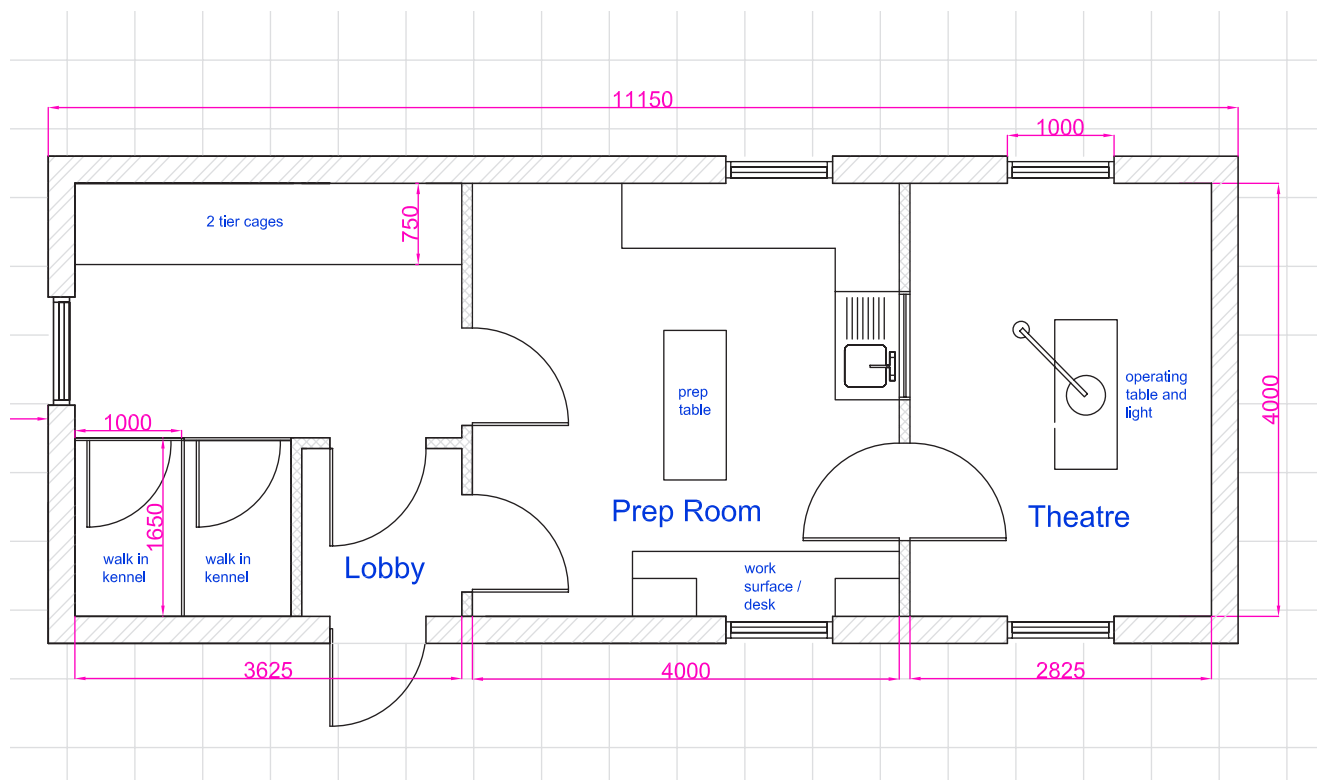 11150
1000
2 tier cages
750
prep
table
operating
table and
light
4000
1000
1650
Prep Room
Theatre
walk in
kennel
walk in
kennel
Lobby
work
surface /
desk
3625
4000
2825